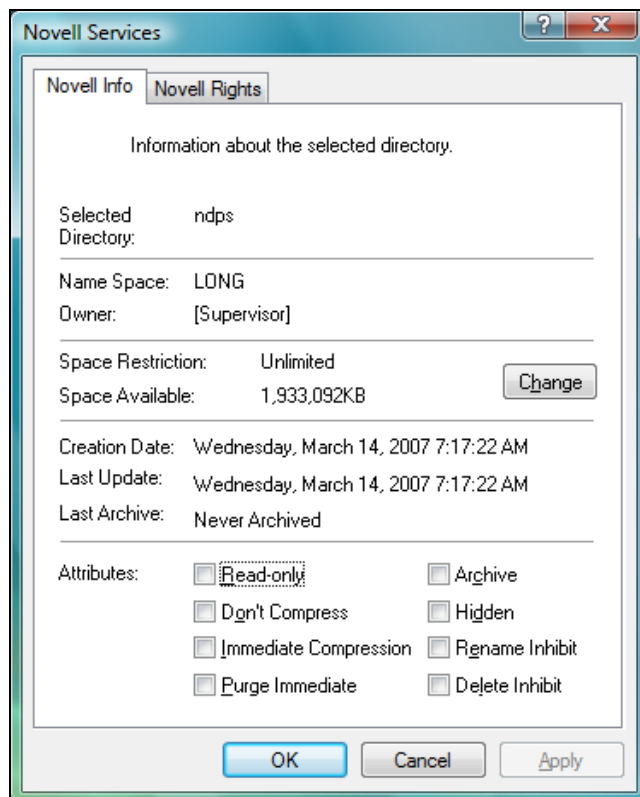 Novell Services
Novell Info
Novell Rights
Information about the selected directory.
Selected
Directory:
ndps
Name Space: LONG
Owner: [Supervisor]
Space Restriction: Unlimited
Space Available: 1,933,092KB
Change
Creation Date: Wednesday, March 14, 2007 7:17:22 AM
Last Update: Wednesday, March 14, 2007 7:17:22 AM
Last Archive: Never Archived
Attributes: Read-only Archive
Don't Compress Hidden
Immediate Compression Rename Inhibit
Purge Immediate Delete Inhibit
OK Cancel Apply